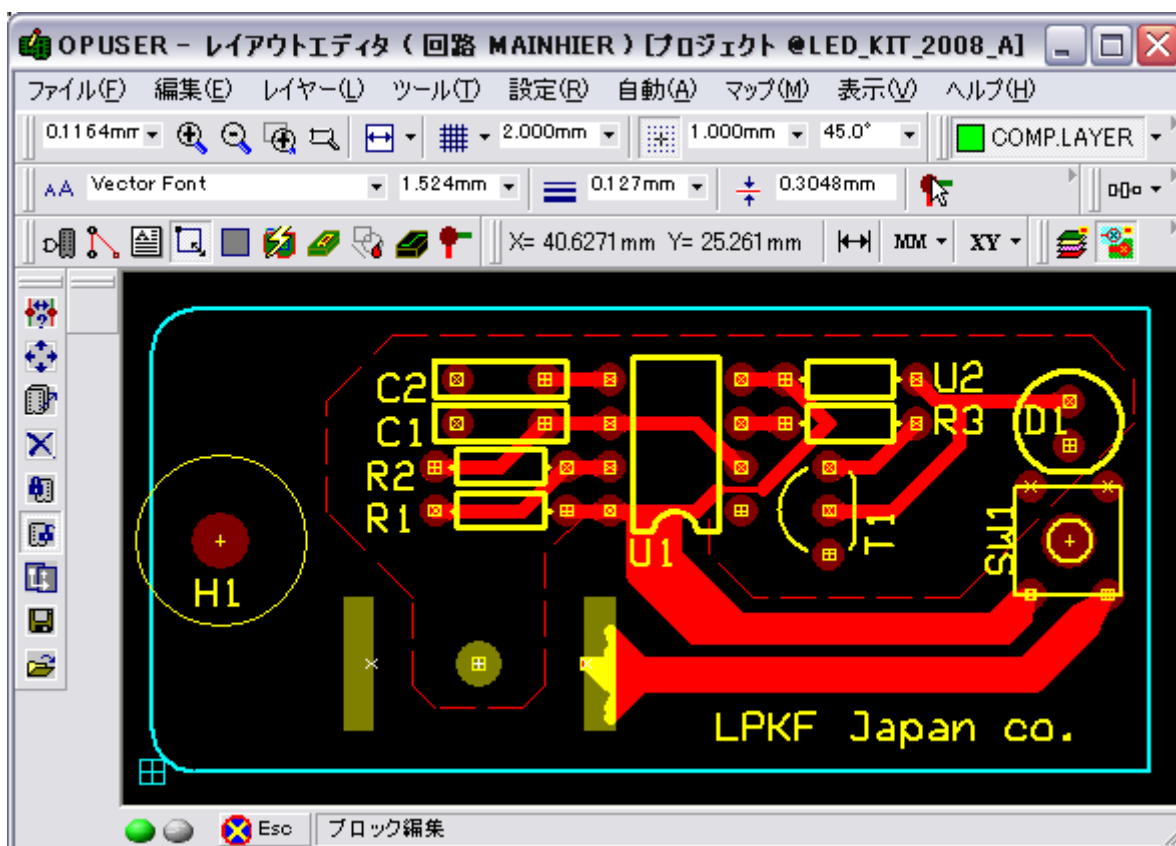 OPUSER - レイアウトエディタ ( 回路 MAINHIER ) [プロジェクト @LED_KIT_2008_A]
ファイル(F) 編集(E) レイヤー(L) ツール(T) 設定(R) 自動(A) マップ(M) 表示(V) ヘルプ(H)
0.1164mm 2.000mm 1.000mm 45.0° COMP.LAYER
AA Vector Font 1.524mm 0.127mm 0.3048mm
X= 40.6271mm Y= 25.261mm MM XY
C2 U2
C1 R3 D1
R2
R1 T1 SW1
U1
H1
LPKF Japan co.
Esc ブロック編集